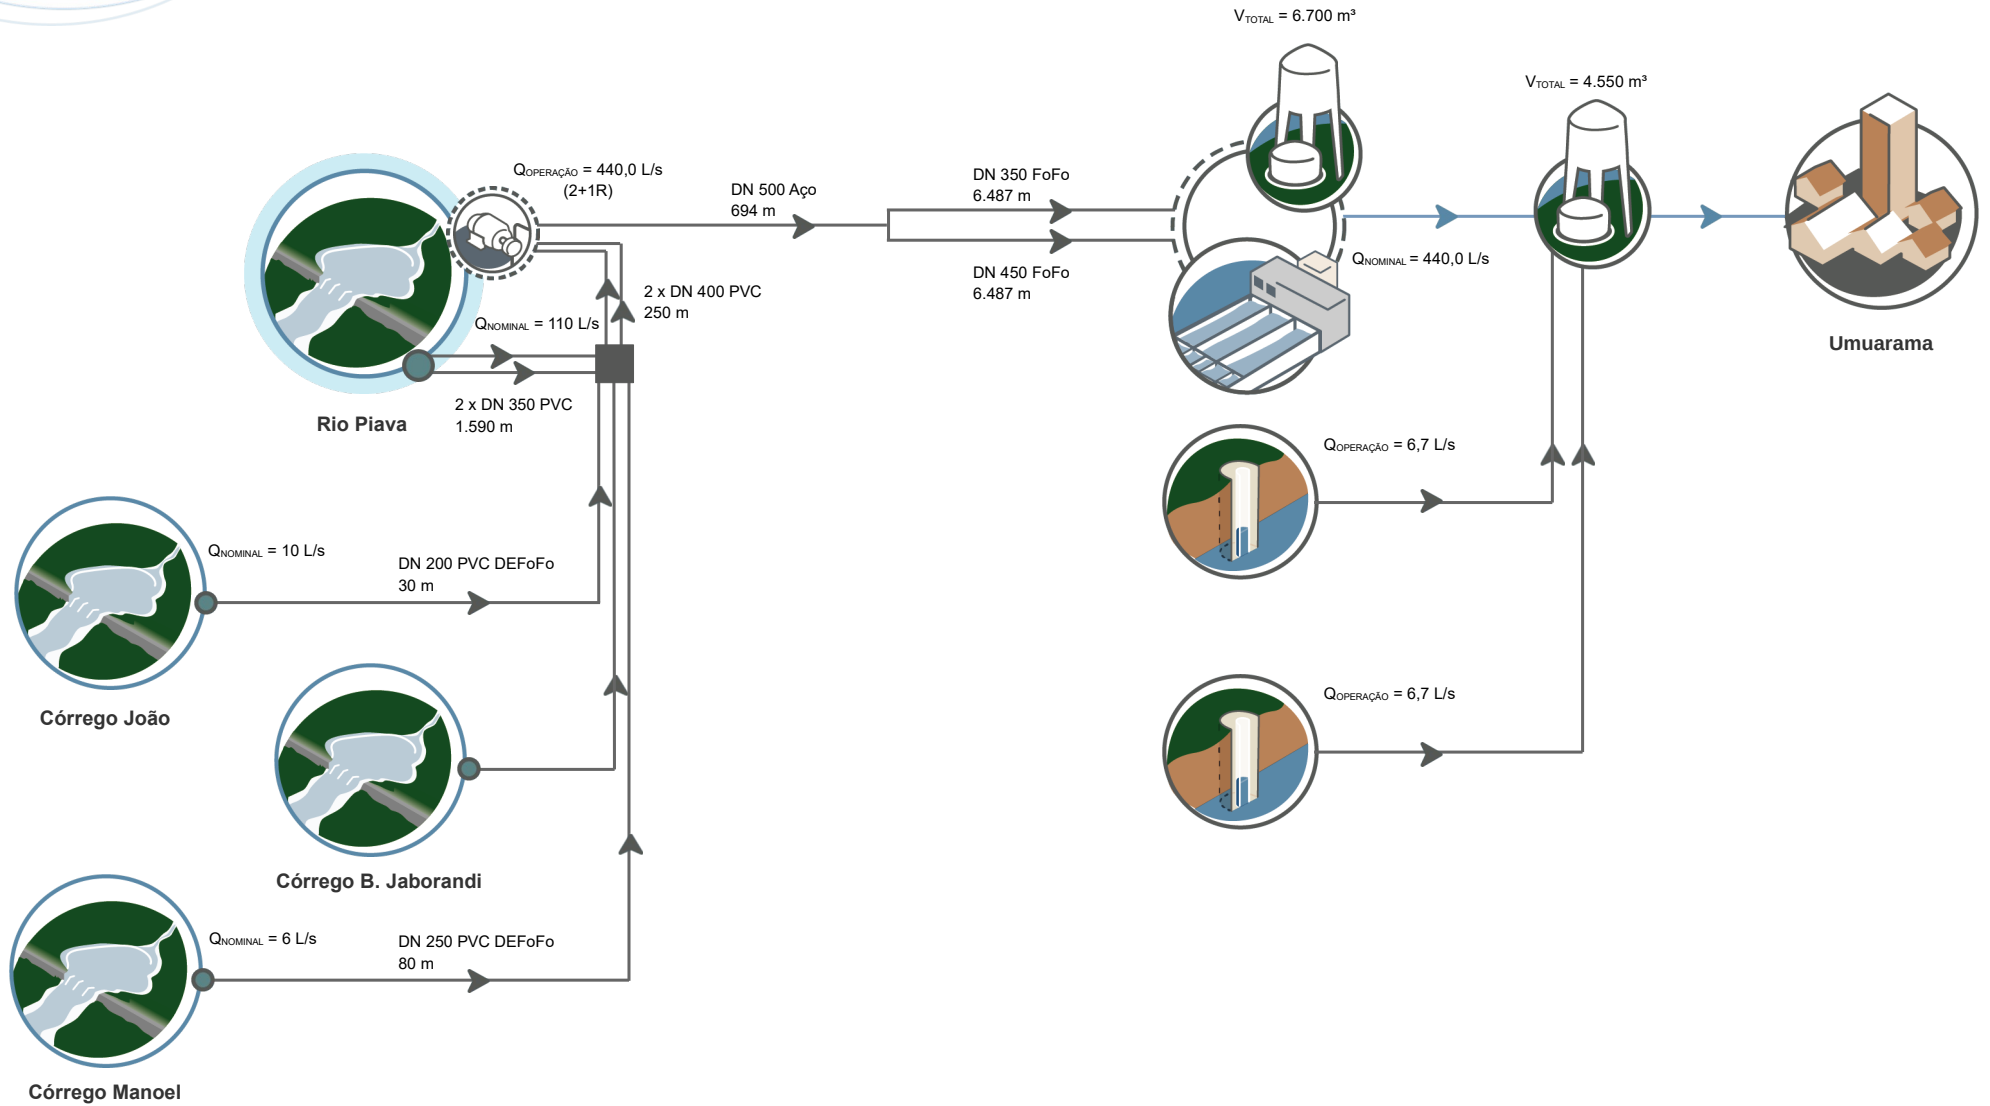 V_TOTAL = 6.700 m³
V_TOTAL = 4.550 m³
Q_OPERAÇÃO = 440,0 L/s
(2+1R)
DN 500 Aço
694 m
DN 350 FoFo
6.487 m
DN 450 FoFo
6.487 m
Q_NOMINAL = 440,0 L/s
Umuarama
2 x DN 400 PVC
250 m
Q_NOMINAL = 110 L/s
2 x DN 350 PVC
1.590 m
Rio Piava
Q_OPERAÇÃO = 6,7 L/s
Q_NOMINAL = 10 L/s
DN 200 PVC DEFoFo
30 m
Córrego João
Q_OPERAÇÃO = 6,7 L/s
Córrego B. Jaborandi
Q_NOMINAL = 6 L/s
DN 250 PVC DEFoFo
80 m
Córrego Manoel